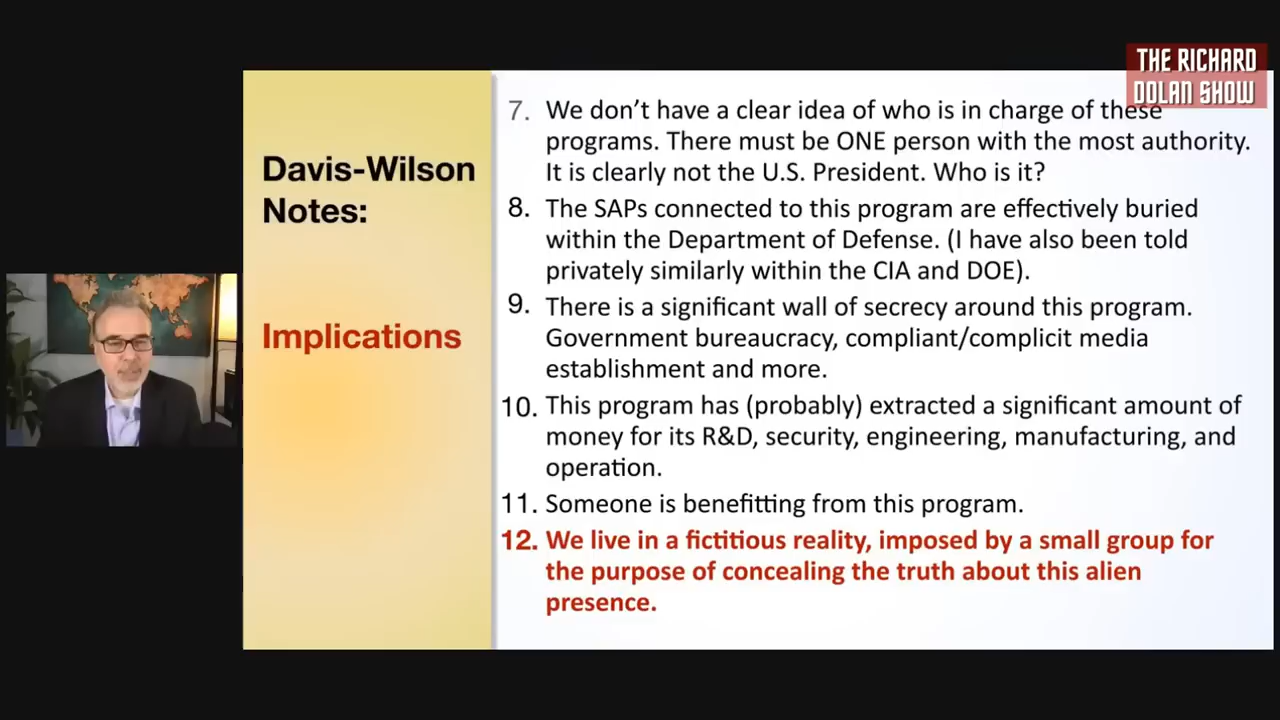 THE RICHARD
DOLAN SHOW
Davis-Wilson
Notes:
Implications
7. We don't have a clear idea of who is in charge of these
programs. There must be ONE person with the most authority.
It is clearly not the U.S. President. Who is it?
8. The SAPs connected to this program are effectively buried
within the Department of Defense. (I have also been told
privately similarly within the CIA and DOE).
9. There is a significant wall of secrecy around this program.
Government bureaucracy, compliant/complicit media
establishment and more.
10. This program has (probably) extracted a significant amount of
money for its R&D, security, engineering, manufacturing, and
operation.
11. Someone is benefitting from this program.
12. We live in a fictitious reality, imposed by a small group for
the purpose of concealing the truth about this alien
presence.